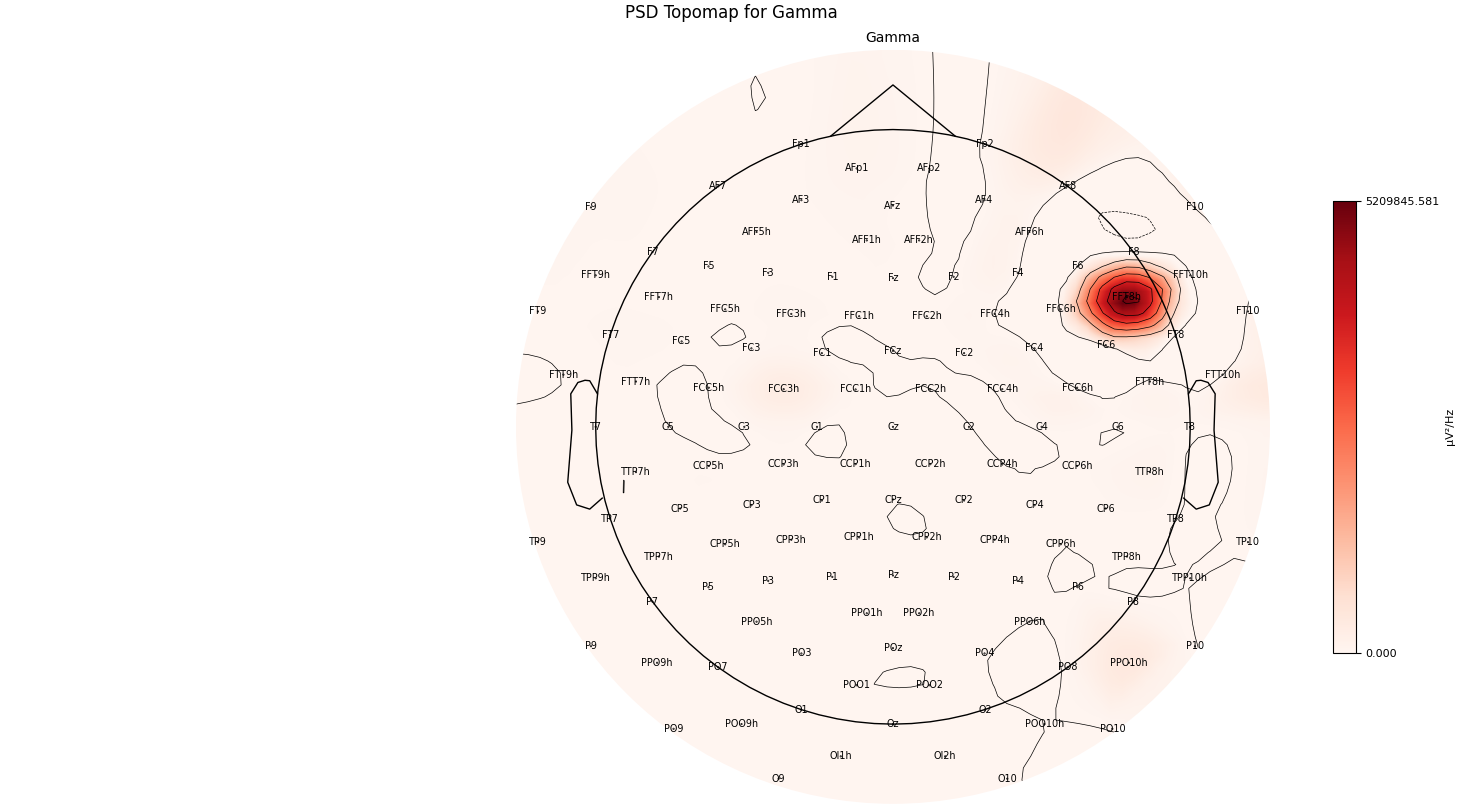 PSD Topomap for Gamma
Gamma
Fp1 Fp2
AFp1 AFp2
AF7 AF8
AF3 AFz AF4
F9 F10
AFF5h AFF1h AFF2h AFF6h
F7 F8
F5 F3 F1 Fz F2 F4 F6
FFT9h FFT10h
FFT7h FFT8h
FFC5h FFC3h FFC1h FFC2h FFC4h FFC6h
FT9 FT10
FT7 FT8
FC5 FC3 FC1 FCz FC2 FC4 FC6
FTT9h FTT10h
FTT7h FCC5h FCC3h FCC1h FCC2h FCC4h FCC6h FTT8h
T7 C5 C3 C1 Cz C2 C4 C6 T8
TTP7h CCP5h CCP3h CCP1h CCP2h CCP4h CCP6h TTP8h
CP5 CP3 CP1 CPz CP2 CP4 CP6
TP7 TP8
TP9 CPP5h CPP3h CPP1h CPP2h CPP4h CPP6h TP10
TPP7h TPP8h
TPP9h P5 P3 P1 Pz P2 P4 P6 TPP10h
P7 P8
PPO5h PPO1h PPO2h PPO6h
P9 P10
PO3 POz PO4
PPO9h PO7 PO8 PPO10h
POO1 POO2
O1 O2
PO9 POO9h Oz POO10h PO10
OI1h OI2h
O9 O10
5209845.581
0.000
µV²/Hz